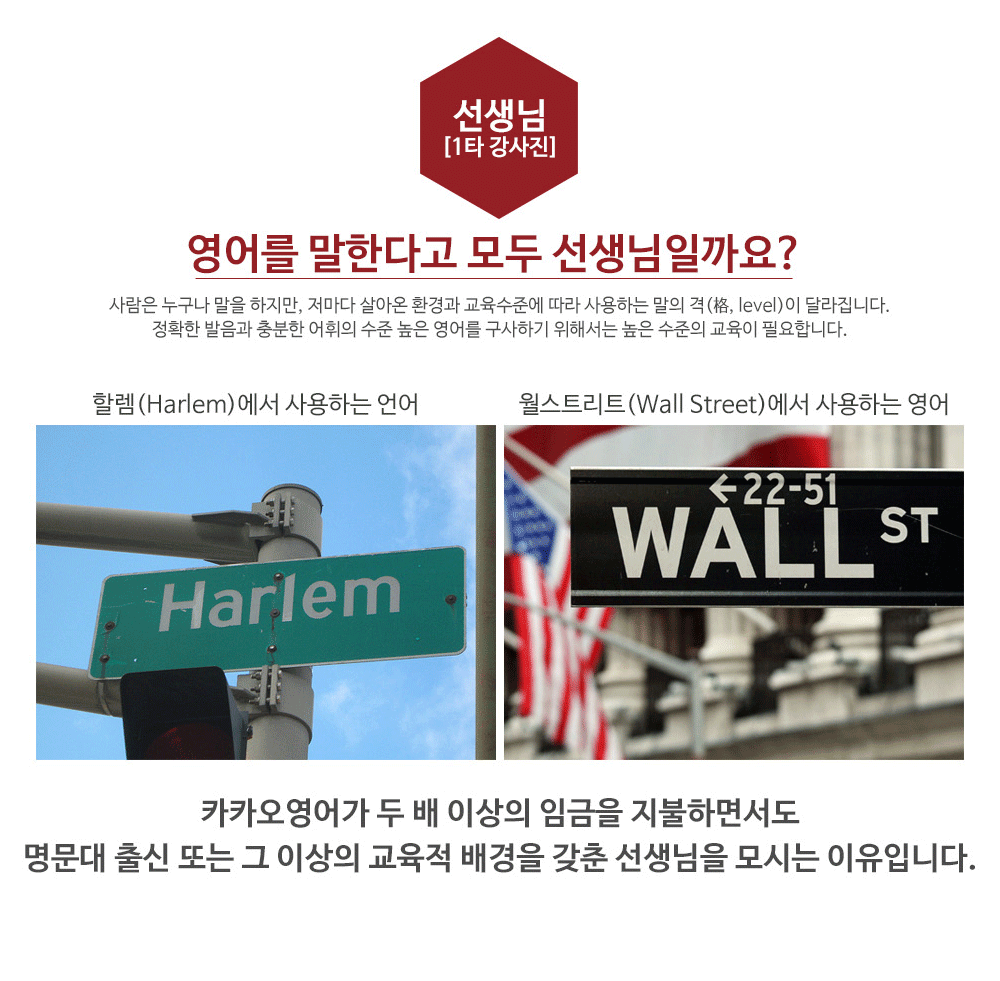 선생님
[1타 강사진]
영어를 말한다고 모두 선생님일까요?
사람은 누구나 말을 하지만, 저마다 살아온 환경과 교육수준에 따라 사용하는 말의 격(格, level)이 달라집니다.
정확한 발음과 충분한 어휘의 수준 높은 영어를 구사하기 위해서는 높은 수준의 교육이 필요합니다.
할렘(Harlem)에서 사용하는 언어
월스트리트(Wall Street)에서 사용하는 영어
Harlem
←22-51
WALL ST
카카오영어가 두 배 이상의 임금을 지불하면서도
명문대 출신 또는 그 이상의 교육적 배경을 갖춘 선생님을 모시는 이유입니다.